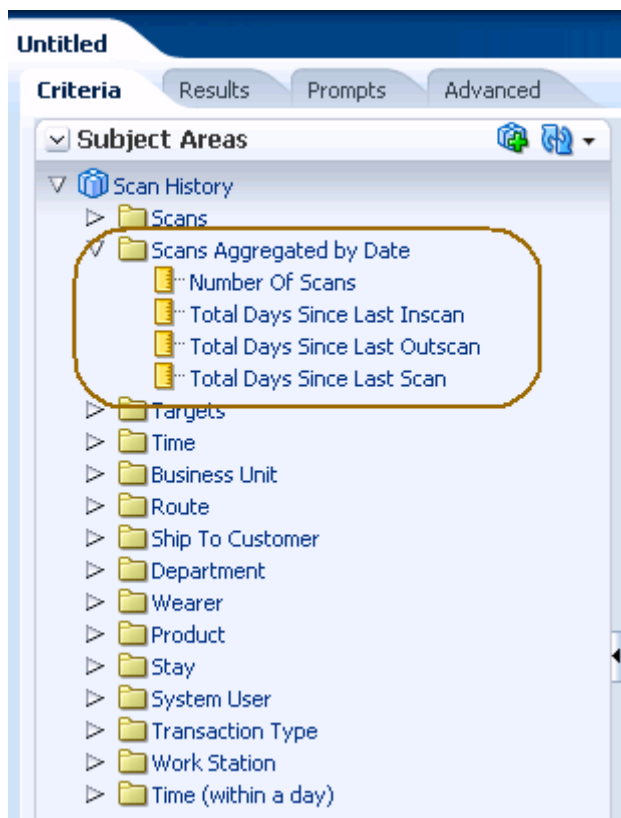 Untitled
Criteria Results Prompts Advanced
Subject Areas
Scan History
Scans
Scans Aggregated by Date
Number Of Scans
Total Days Since Last Inscan
Total Days Since Last Outscan
Total Days Since Last Scan
Targets
Time
Business Unit
Route
Ship To Customer
Department
Wearer
Product
Stay
System User
Transaction Type
Work Station
Time (within a day)